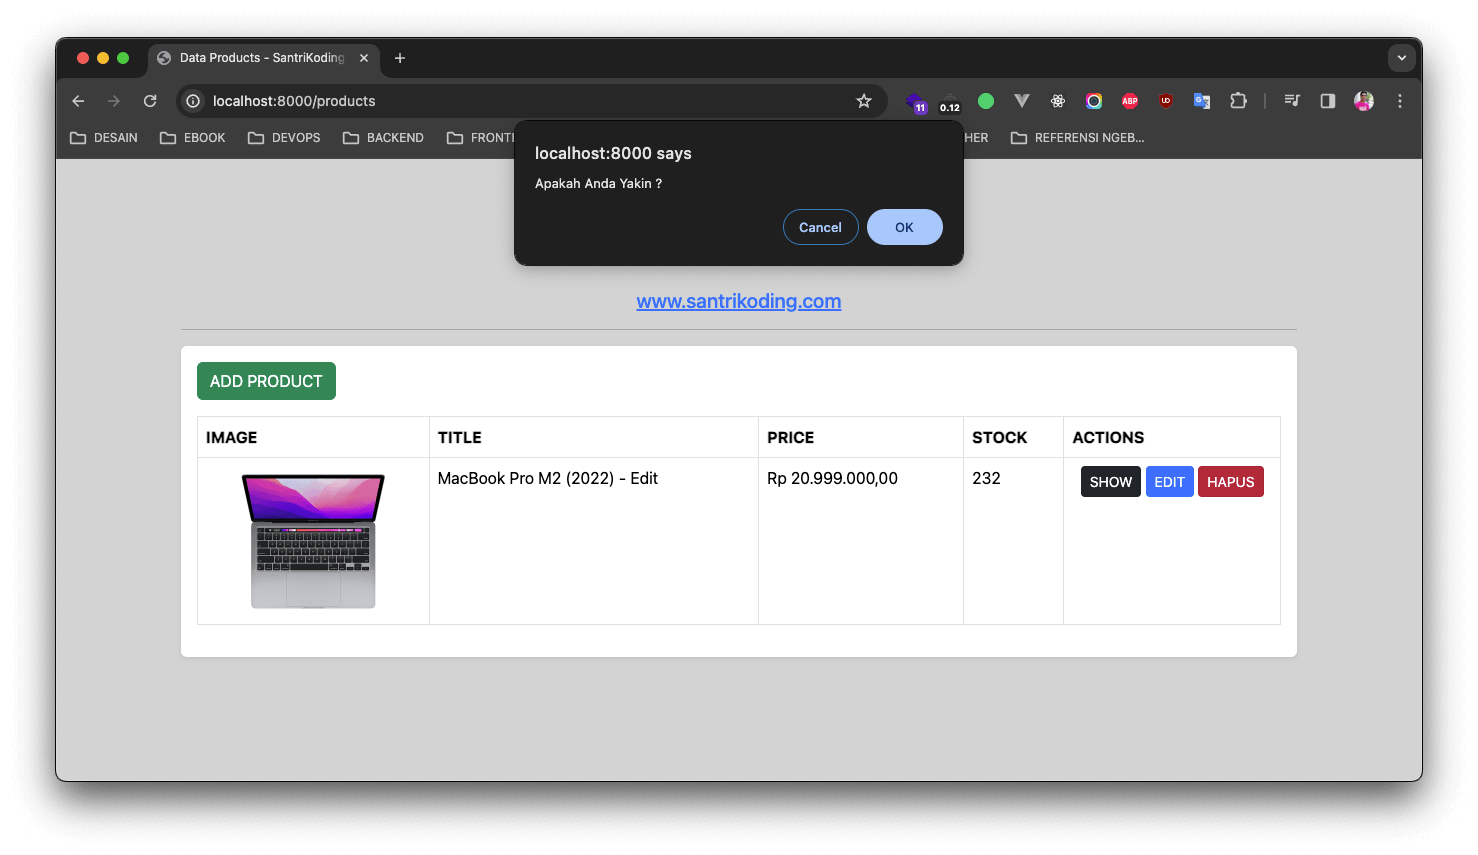 Data Products - SantriKoding
localhost:8000/products
11
0.12
ABP
UD
DESAIN
EBOOK
DEVOPS
BACKEND
FRONT
HER
REFERENSI NGEB...
localhost:8000 says
Apakah Anda Yakin ?
Cancel
OK
www.santrikoding.com
ADD PRODUCT
IMAGE TITLE PRICE STOCK ACTIONS
MacBook Pro M2 (2022) - Edit Rp 20.999.000,00 232 SHOW EDIT HAPUS